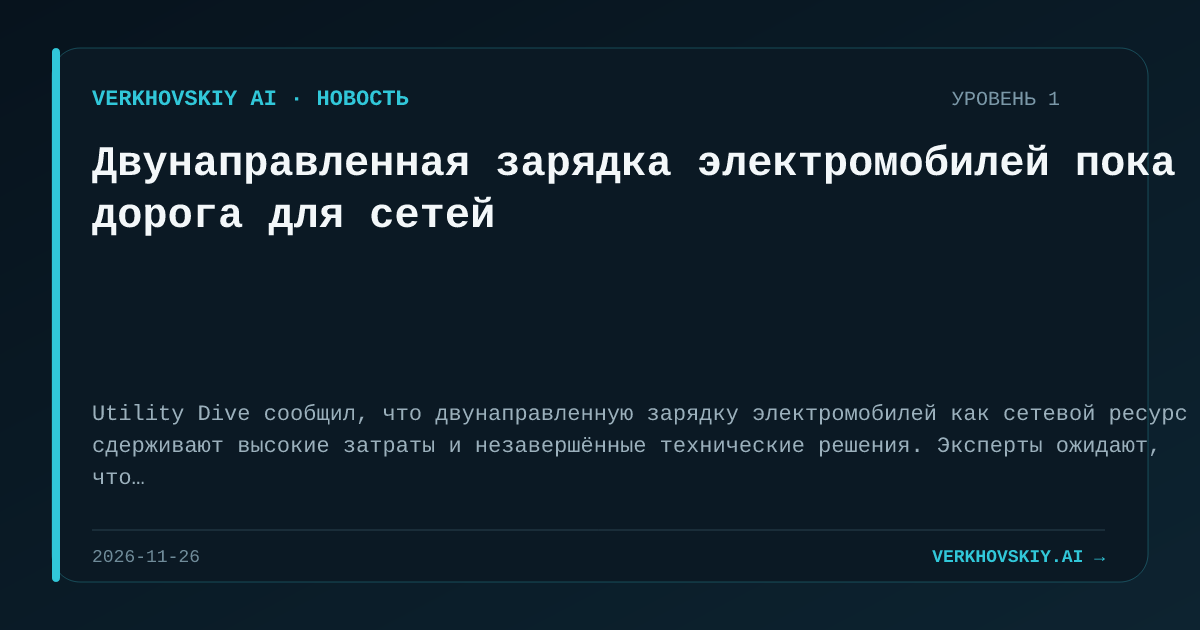 VERKHOVSKIY AI · НОВОСТЬ
УРОВЕНЬ 1
Двунаправленная зарядка электромобилей пока
дорога для сетей
Utility Dive сообщил, что двунаправленную зарядку электромобилей как сетевой ресурс
сдерживают высокие затраты и незавершённые технические решения. Эксперты ожидают,
что…
2026-11-26
VERKHOVSKIY.AI →